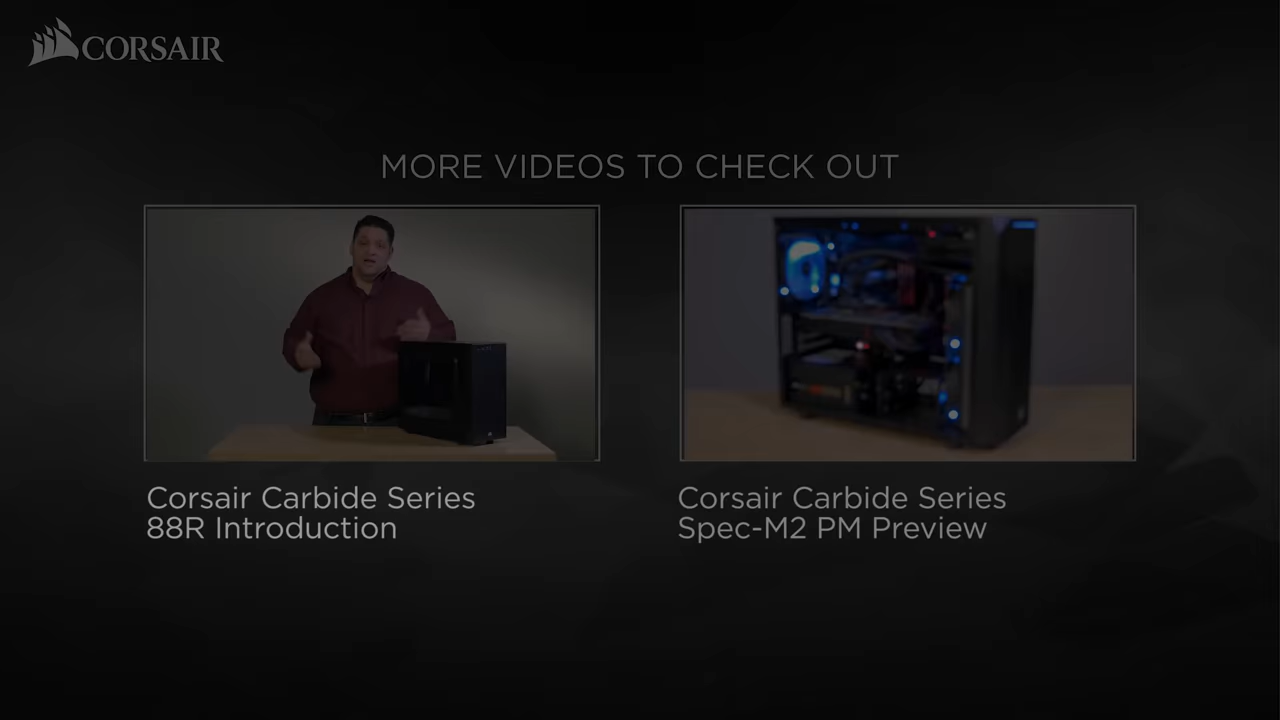 CORSAIR
MORE VIDEOS TO CHECK OUT
Corsair Carbide Series
88R Introduction
Corsair Carbide Series
Spec-M2 PM Preview